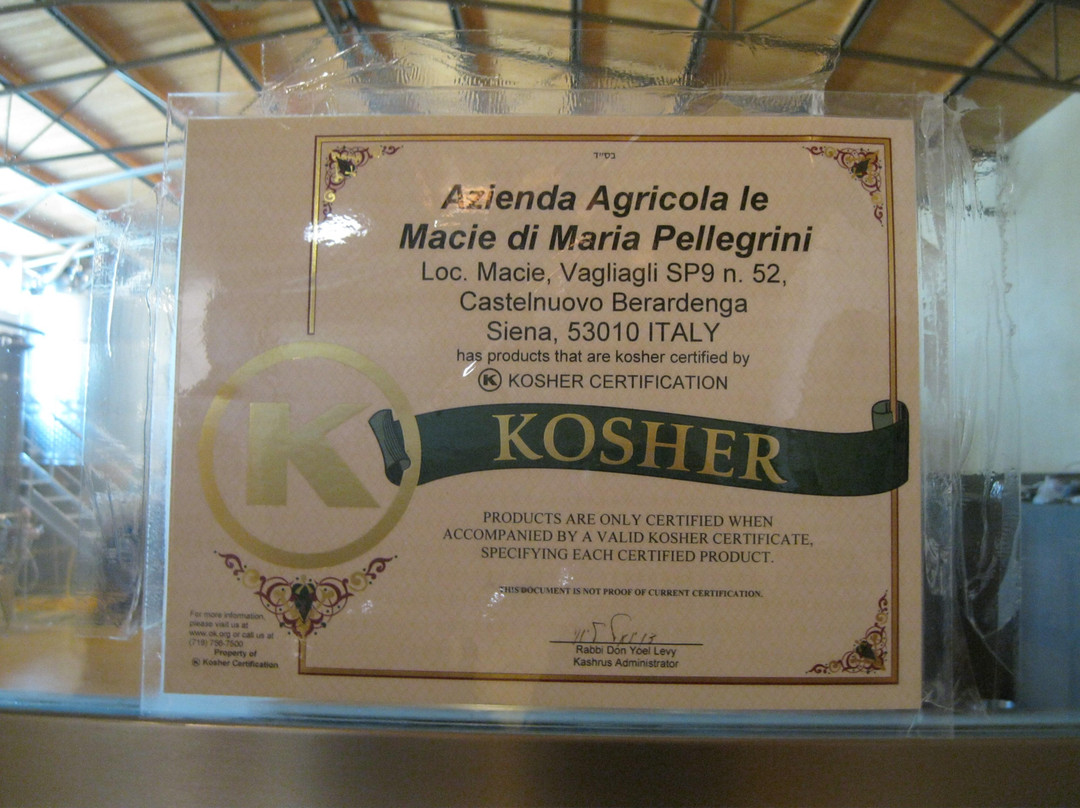 בס״ד
Azienda Agricola le
Macie di Maria Pellegrini
Loc. Macie, Vagliagli SP9 n. 52,
Castelnuovo Berardenga
Siena, 53010 ITALY
has products that are kosher certified by
K KOSHER CERTIFICATION
K
KOSHER
PRODUCTS ARE ONLY CERTIFIED WHEN
ACCOMPANIED BY A VALID KOSHER CERTIFICATE,
SPECIFYING EACH CERTIFIED PRODUCT.
THIS DOCUMENT IS NOT PROOF OF CURRENT CERTIFICATION.
Rabbi Don Yoel Levy
Kashrus Administrator
For more information,
please visit us at
www.ok.org or call us at
(718) 756-7500
Property of
K Kosher Certification